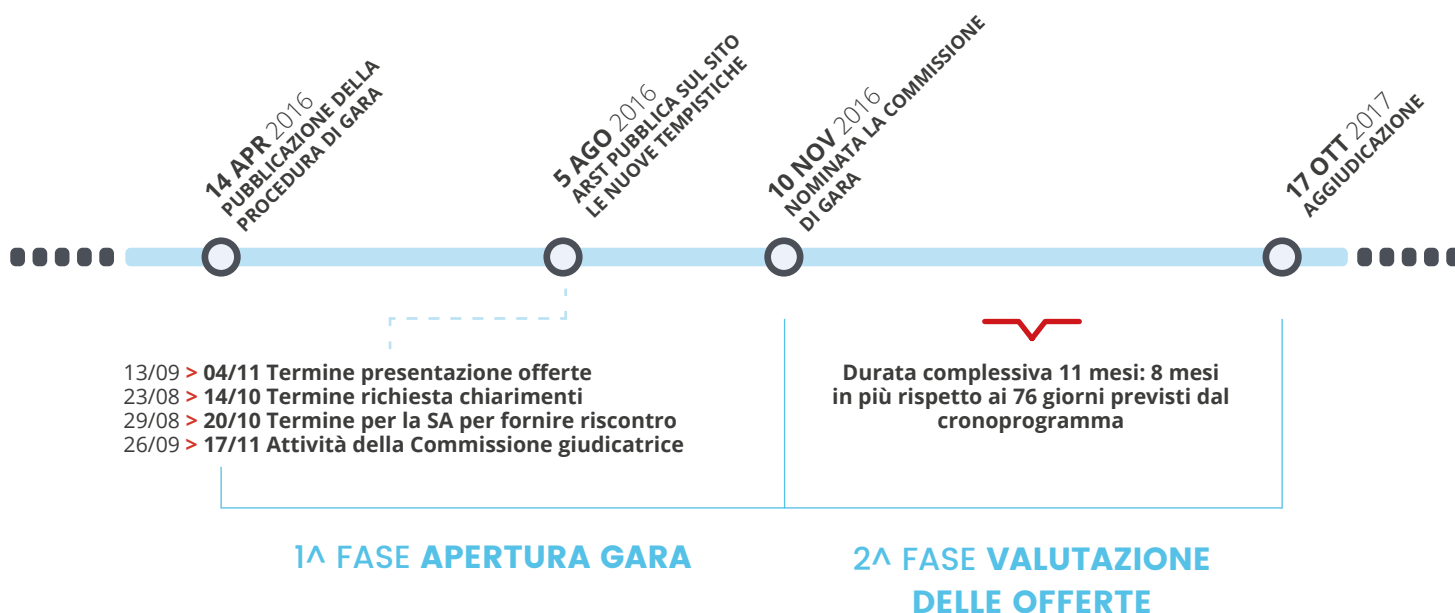 14 APR 2016
PUBBLICAZIONE DELLA
PROCEDURA DI GARA
5 AGO 2016
ARST PUBBLICA SUL SITO
LE NUOVE TEMPISTICHE
10 NOV 2016
NOMINATA LA COMMISSIONE
DI GARA
17 OTT 2017
AGGIUDICAZIONE
13/09 > 04/11 Termine presentazione offerte
23/08 > 14/10 Termine richiesta chiarimenti
29/08 > 20/10 Termine per la SA per fornire riscontro
26/09 > 17/11 Attività della Commissione giudicatrice
Durata complessiva 11 mesi: 8 mesi
in più rispetto ai 76 giorni previsti dal
cronoprogramma
1^ FASE APERTURA GARA
2^ FASE VALUTAZIONE
DELLE OFFERTE